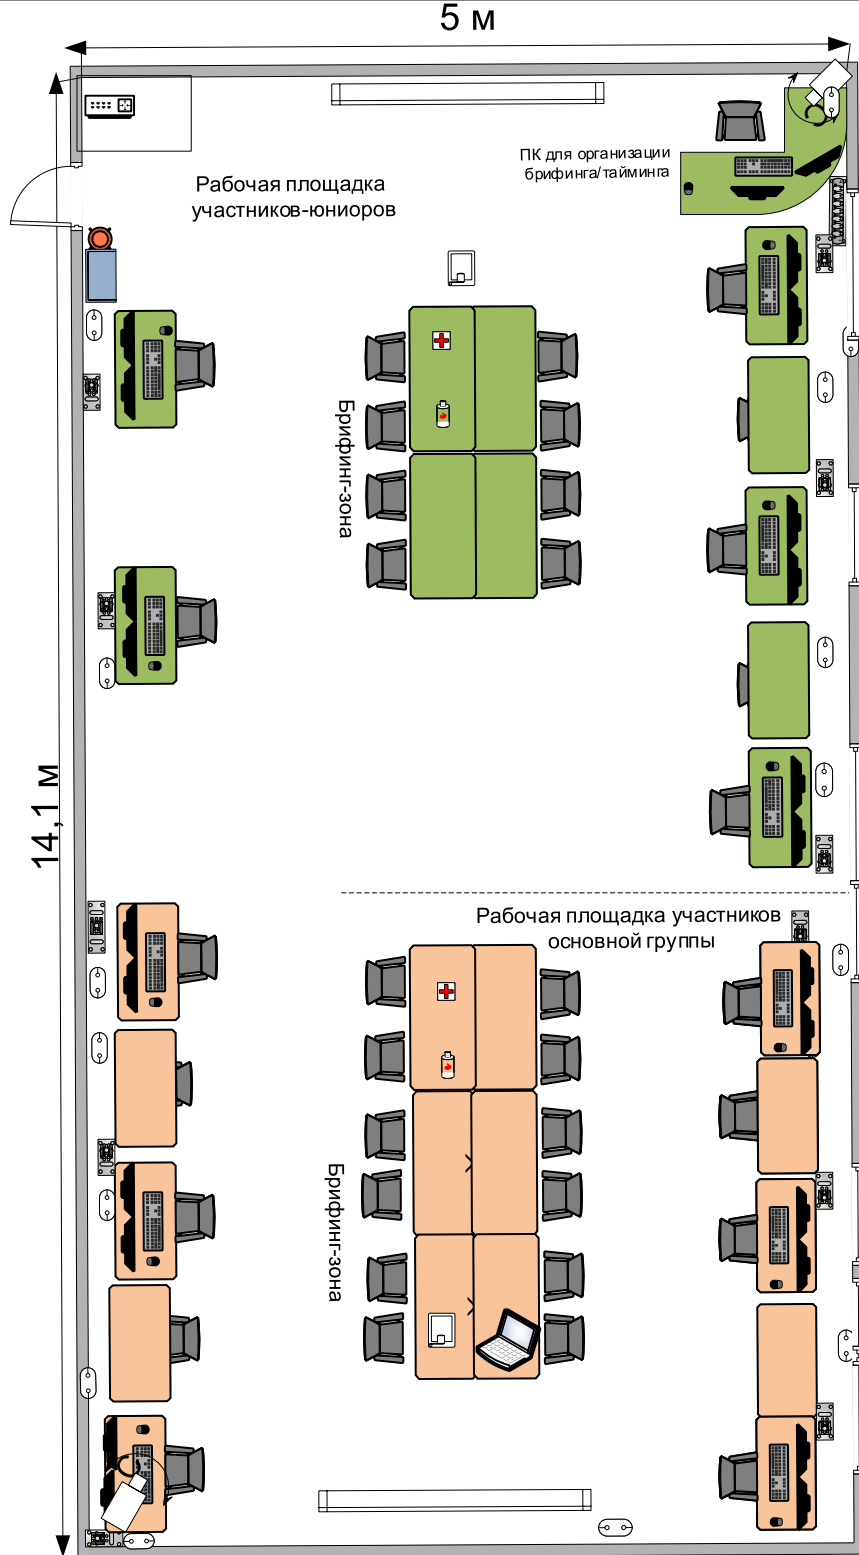 5 м
ПК для организации
брифинга/тайминга
Рабочая площадка
участников-юниоров
Брифинг-зона
14,1 м
Рабочая площадка участников
основной группы
Брифинг-зона